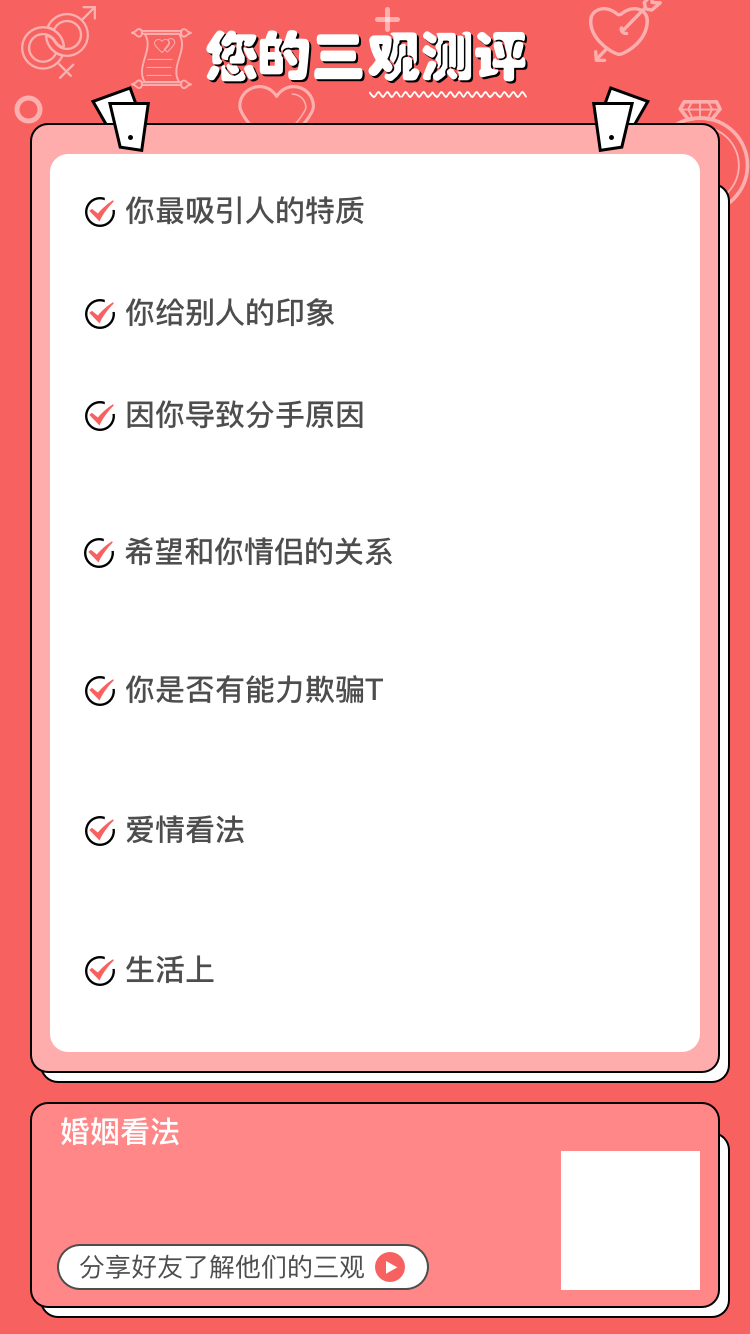 您的三观测评
你最吸引人的特质
你给别人的印象
因你导致分手原因
希望和你情侣的关系
你是否有能力欺骗T
爱情看法
生活上
婚姻看法
分享好友了解他们的三观